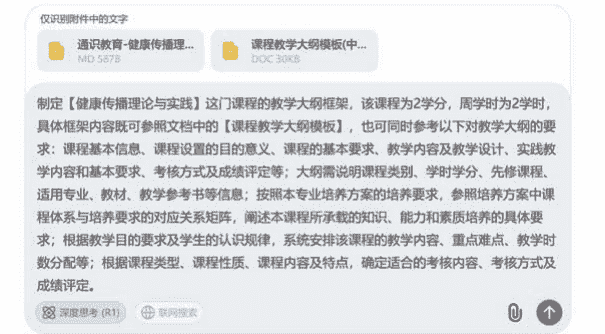 仅识别附件中的文字
通识教育-健康传播理...
课程教学大纲模板(中...
MD 587B
DOC 30KB
制定【健康传播理论与实践】这门课程的教学大纲框架，该课程为2学分，周学时为2学时，
具体框架内容既可参照文档中的【课程教学大纲模板】，也可同时参考以下对教学大纲的要
求：课程基本信息、课程设置的目的意义、课程的基本要求、教学内容及教学设计、实践教
学内容和基本要求、考核方式及成绩评定等；大纲需说明课程类别、学时学分、先修课程、
适用专业、教材、教学参考书等信息；按照本专业培养方案的培养要求，参照培养方案中课
程体系与培养要求的对应关系矩阵，阐述本课程所承载的知识、能力和素质培养的具体要
求；根据教学目的要求及学生的认识规律，系统安排该课程的教学内容、重点难点、教学时
数分配等；根据课程类型、课程性质、课程内容及特点，确定适合的考核内容、考核方式及
成绩评定。
深度思考 (R1)
联网搜索